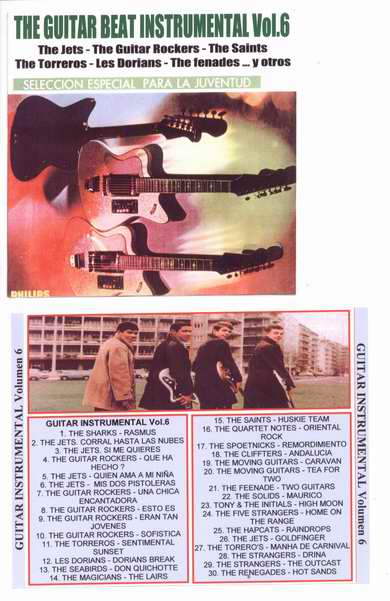 THE GUITAR BEAT INSTRUMENTAL Vol.6
The Jets - The Guitar Rockers - The Saints
The Torreros - Les Dorians - The fenades ... y otros
SELECCION ESPECIAL PARA LA JUVENTUD
PHILIPS
GUITAR INSTRUMENTAL Volumen 6
GUITAR INSTRUMENTAL Vol.6
1. THE SHARKS - RASMUS
2. THE JETS. CORRAL HASTA LAS NUBES
3. THE JETS. SI ME QUIERES
4. THE GUITAR ROCKERS - QUE HA
HECHO ?
5. THE JETS - QUIEN AMA A MI NIÑA
6. THE JETS - MIS DOS PISTOLERAS
7. THE GUITAR ROCKERS - UNA CHICA
ENCANTADORA
8. THE GUITAR ROCKERS - ESTO ES
9. THE GUITAR ROCKERS - ERAN TAN
JOVENES
10. THE GUITAR ROCKERS - SOFISTICA
11. THE TORREROS - SENTIMENTAL
SUNSET
12. LES DORIANS - DORIANS BREAK
13. THE SEABIRDS - DON QUICHOTTE
14. THE MAGICIANS - THE LAIRS
15. THE SAINTS - HUSKIE TEAM
16. THE QUARTET NOTES - ORIENTAL
ROCK
17. THE SPOETNICKS - REMORDIMIENTO
18. THE CLIFFTERS - ANDALUCIA
19. THE MOVING GUITARS - CARAVAN
20. THE MOVING GUITARS - TEA FOR
TWO
21. THE FEENADE - TWO GUITARS
22. THE SOLIDS - MAURICO
23. TONY & THE INITIALS - HIGH MOON
24. THE FIVE STRANGERS - HOME ON
THE RANGE
25. THE HAPCATS - RAINDROPS
26. THE JETS - GOLDFINGER
27. THE TORERO'S - MANHA DE CARNIVAL
28. THE STRANGERS - DRINA
29. THE STRANGERS - THE OUTCAST
30. THE RENEGADES - HOT SANDS
GUITAR INSTRUMENTAL Volumen 6